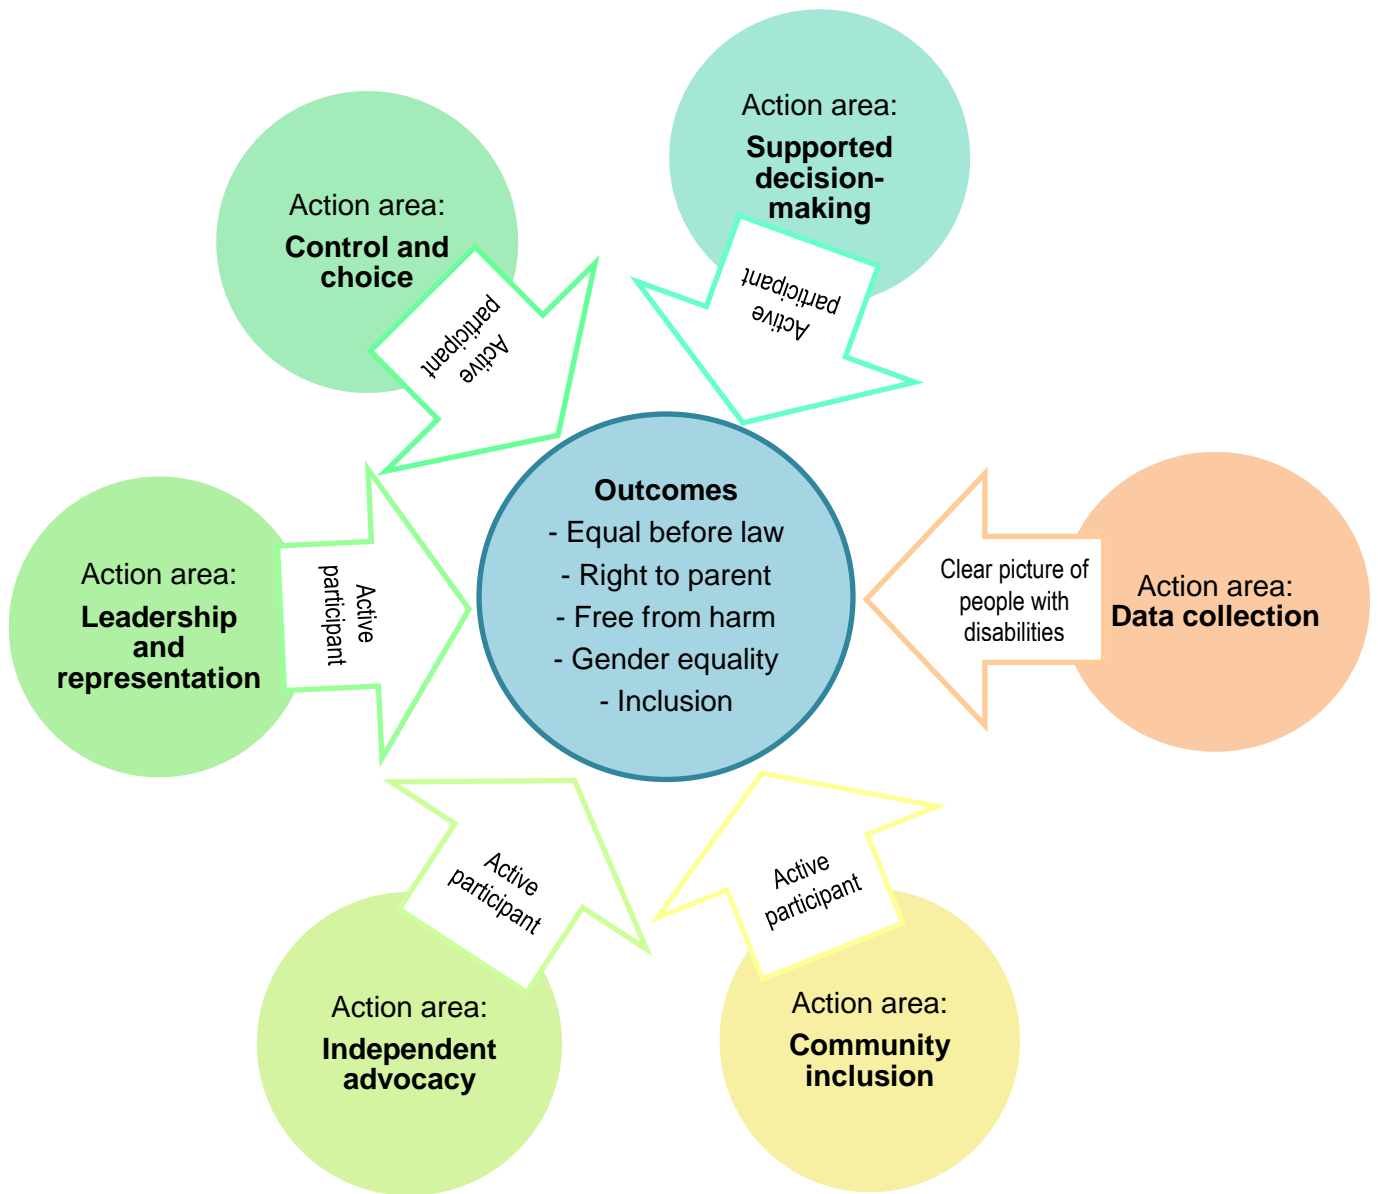 Action area:
Supported
decision-
making
Active
participant
Action area:
Control and
choice
Active
participant
Outcomes
- Equal before law
- Right to parent
- Free from harm
- Gender equality
- Inclusion
Action area:
Leadership
and
representation
Active
participant
Clear picture of
people with
disabilities
Action area:
Data collection
Active
participant
Action area:
Independent
advocacy
Active
participant
Action area:
Community
inclusion